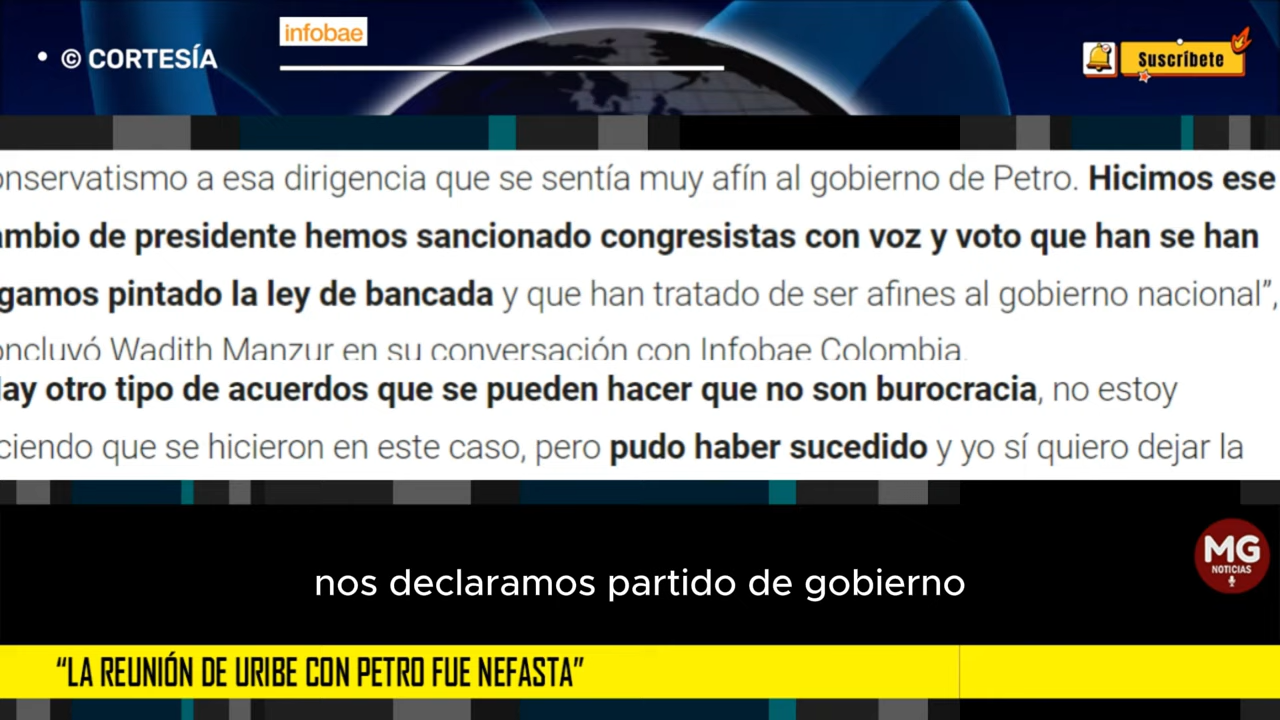 • © CORTESÍA
infobae
Suscríbete
onservatismo a esa dirigencia que se sentía muy afín al gobierno de Petro. Hicimos ese
ambio de presidente hemos sancionado congresistas con voz y voto que han se han
gamos pintado la ley de bancada y que han tratado de ser afines al gobierno nacional”,
oncluyó Wadith Manzur en su conversación con Infobae Colombia.
Hay otro tipo de acuerdos que se pueden hacer que no son burocracia, no estoy
ciendo que se hicieron en este caso, pero pudo haber sucedido y yo sí quiero dejar la
MG
NOTICIAS
nos declaramos partido de gobierno
“LA REUNIÓN DE URIBE CON PETRO FUE NEFASTA”